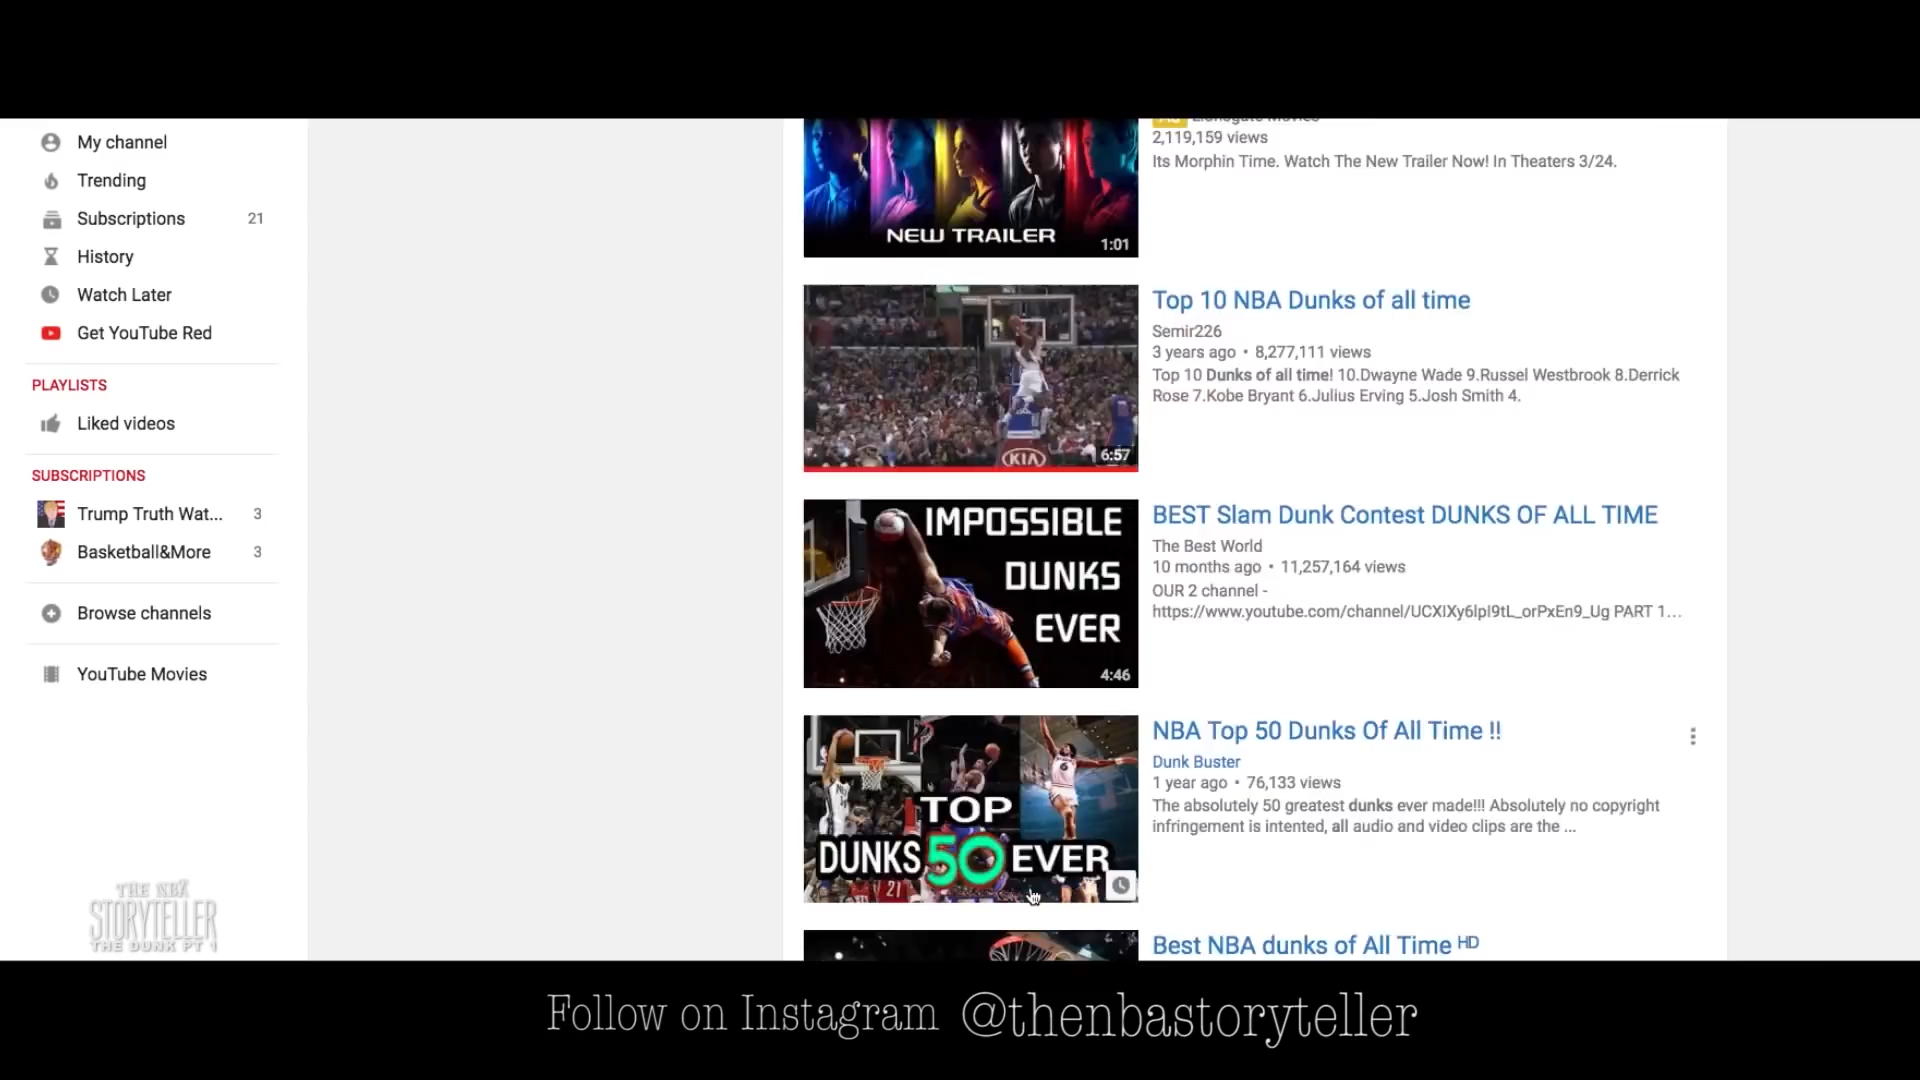 My channel
Trending
Subscriptions 21
History
Watch Later
Get YouTube Red
PLAYLISTS
Liked videos
SUBSCRIPTIONS
Trump Truth Wat... 3
Basketball&More 3
Browse channels
YouTube Movies
THE NBA
STORYTELLER
THE DUNK PT 1
NEW TRAILER
1:01
Lionsgate Movies
2,119,159 views
Its Morphin Time. Watch The New Trailer Now! In Theaters 3/24.
KIA
6:57
Top 10 NBA Dunks of all time
Semir226
3 years ago • 8,277,111 views
Top 10 Dunks of all time! 10.Dwayne Wade 9.Russel Westbrook 8.Derrick
Rose 7.Kobe Bryant 6.Julius Erving 5.Josh Smith 4.
IMPOSSIBLE
DUNKS
EVER
4:46
BEST Slam Dunk Contest DUNKS OF ALL TIME
The Best World
10 months ago • 11,257,164 views
OUR 2 channel -
https://www.youtube.com/channel/UCXIXy6lpI9tL_orPxEn9_Ug PART 1...
TOP
DUNKS 50 EVER
21
NBA Top 50 Dunks Of All Time !!
Dunk Buster
1 year ago • 76,133 views
The absolutely 50 greatest dunks ever made!!! Absolutely no copyright
infringement is intented, all audio and video clips are the ...
Best NBA dunks of All Time HD
Follow on Instagram @thenbastoryteller